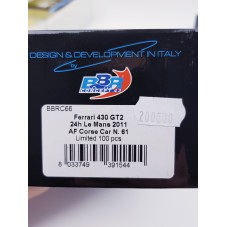 DESIGN & DEVELOPMENT IN ITALY
by
BBR
BBRC66
Ferrari 430 GT2
24h Le Mans 2011
AF Corse Car N. 61
Limited 100 pcs
8 033749 391544